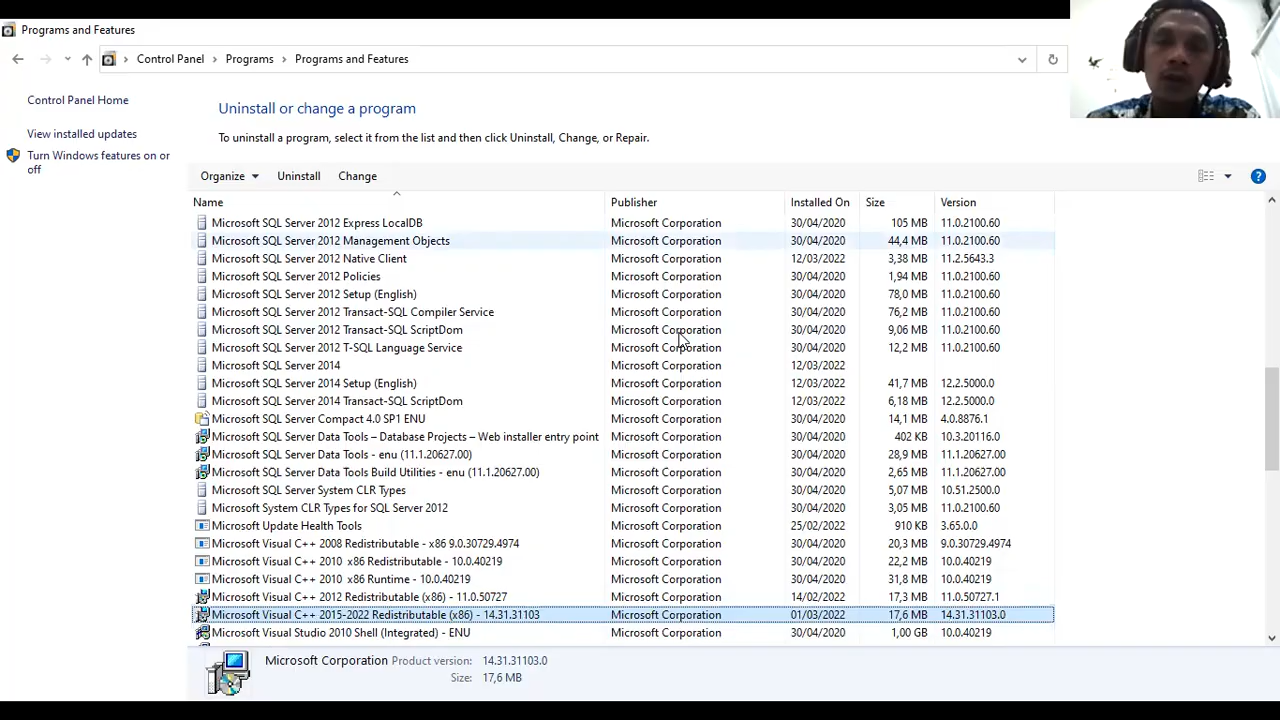 Programs and Features
Control Panel > Programs > Programs and Features
Control Panel Home
View installed updates
Turn Windows features on or off
Uninstall or change a program
To uninstall a program, select it from the list and then click Uninstall, Change, or Repair.
Organize Uninstall Change
Name Publisher Installed On Size Version
Microsoft SQL Server 2012 Express LocalDB Microsoft Corporation 30/04/2020 105 MB 11.0.2100.60
Microsoft SQL Server 2012 Management Objects Microsoft Corporation 30/04/2020 44,4 MB 11.0.2100.60
Microsoft SQL Server 2012 Native Client Microsoft Corporation 12/03/2022 3,38 MB 11.2.5643.3
Microsoft SQL Server 2012 Policies Microsoft Corporation 30/04/2020 1,94 MB 11.0.2100.60
Microsoft SQL Server 2012 Setup (English) Microsoft Corporation 30/04/2020 78,0 MB 11.0.2100.60
Microsoft SQL Server 2012 Transact-SQL Compiler Service Microsoft Corporation 30/04/2020 76,2 MB 11.0.2100.60
Microsoft SQL Server 2012 Transact-SQL ScriptDom Microsoft Corporation 30/04/2020 9,06 MB 11.0.2100.60
Microsoft SQL Server 2012 T-SQL Language Service Microsoft Corporation 30/04/2020 12,2 MB 11.0.2100.60
Microsoft SQL Server 2014 Microsoft Corporation 12/03/2022
Microsoft SQL Server 2014 Setup (English) Microsoft Corporation 12/03/2022 41,7 MB 12.2.5000.0
Microsoft SQL Server 2014 Transact-SQL ScriptDom Microsoft Corporation 12/03/2022 6,18 MB 12.2.5000.0
Microsoft SQL Server Compact 4.0 SP1 ENU Microsoft Corporation 30/04/2020 14,1 MB 4.0.8876.1
Microsoft SQL Server Data Tools – Database Projects – Web installer entry point Microsoft Corporation 30/04/2020 402 KB 10.3.20116.0
Microsoft SQL Server Data Tools - enu (11.1.20627.00) Microsoft Corporation 30/04/2020 28,9 MB 11.1.20627.00
Microsoft SQL Server Data Tools Build Utilities - enu (11.1.20627.00) Microsoft Corporation 30/04/2020 2,65 MB 11.1.20627.00
Microsoft SQL Server System CLR Types Microsoft Corporation 30/04/2020 5,07 MB 10.51.2500.0
Microsoft System CLR Types for SQL Server 2012 Microsoft Corporation 30/04/2020 3,05 MB 11.0.2100.60
Microsoft Update Health Tools Microsoft Corporation 25/02/2022 910 KB 3.65.0.0
Microsoft Visual C++ 2008 Redistributable - x86 9.0.30729.4974 Microsoft Corporation 30/04/2020 20,3 MB 9.0.30729.4974
Microsoft Visual C++ 2010 x86 Redistributable - 10.0.40219 Microsoft Corporation 30/04/2020 22,2 MB 10.0.40219
Microsoft Visual C++ 2010 x86 Runtime - 10.0.40219 Microsoft Corporation 30/04/2020 31,8 MB 10.0.40219
Microsoft Visual C++ 2012 Redistributable (x86) - 11.0.50727 Microsoft Corporation 14/02/2022 17,3 MB 11.0.50727.1
Microsoft Visual C++ 2015-2022 Redistributable (x86) - 14.31.31103 Microsoft Corporation 01/03/2022 17,6 MB 14.31.31103.0
Microsoft Visual Studio 2010 Shell (Integrated) - ENU Microsoft Corporation 30/04/2020 1,00 GB 10.0.40219
Microsoft Corporation Product version: 14.31.31103.0
Size: 17,6 MB